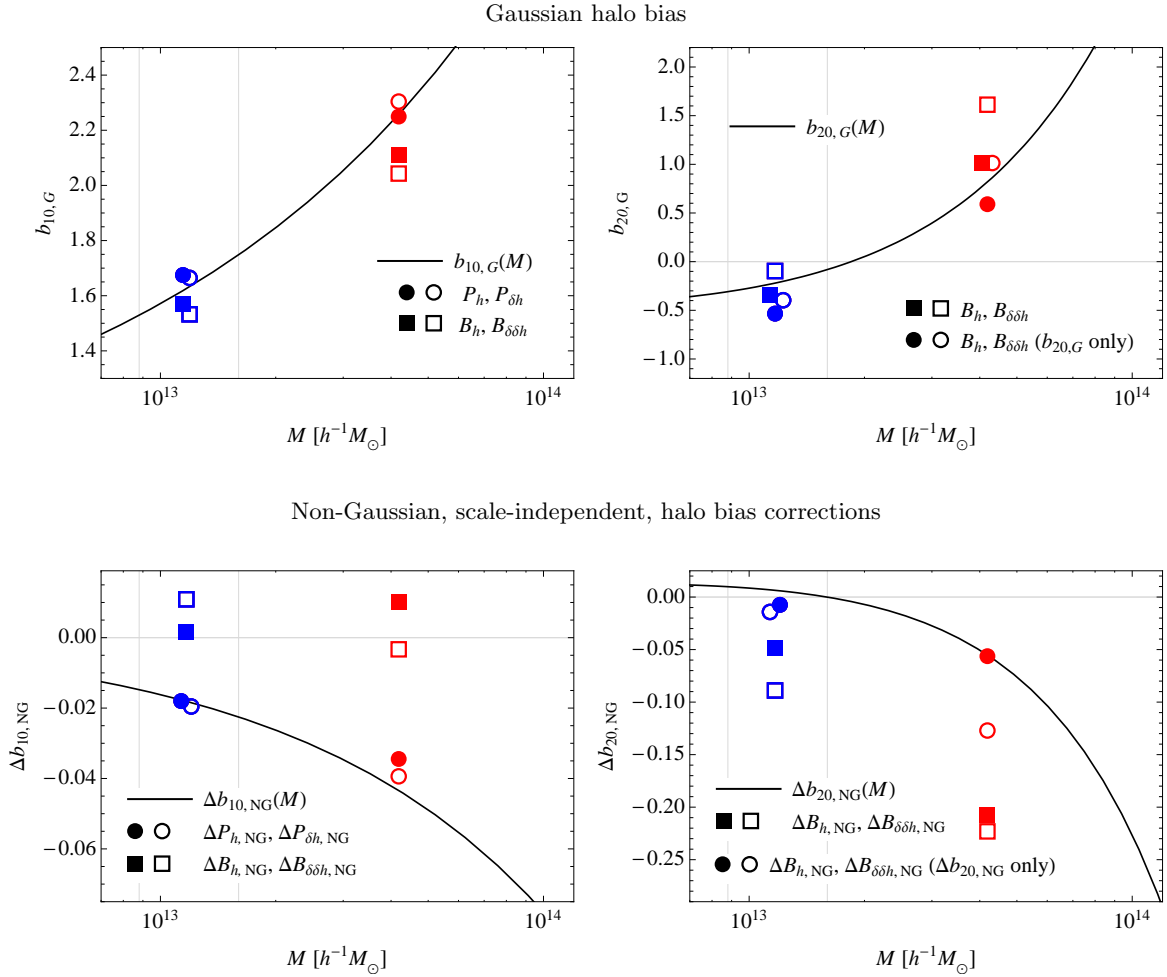 Gaussian halo bias
2.4
2.2
2.0
1.8
1.6
1.4
b10, G
b10, G(M)
Ph, Pδh
Bh, Bδδh
10^13
10^14
M [h^-1 M⊙]
2.0
1.5
1.0
0.5
0.0
−0.5
−1.0
b20, G
b20, G(M)
Bh, Bδδh
Bh, Bδδh (b20,G only)
10^13
10^14
M [h^-1 M⊙]
Non-Gaussian, scale-independent, halo bias corrections
0.00
−0.02
−0.04
−0.06
Δb10, NG
Δb10, NG(M)
ΔPh, NG, ΔPδh, NG
ΔBh, NG, ΔBδδh, NG
10^13
10^14
M [h^-1 M⊙]
0.00
−0.05
−0.10
−0.15
−0.20
−0.25
Δb20, NG
Δb20, NG(M)
ΔBh, NG, ΔBδδh, NG
ΔBh, NG, ΔBδδh, NG (Δb20, NG only)
10^13
10^14
M [h^-1 M⊙]